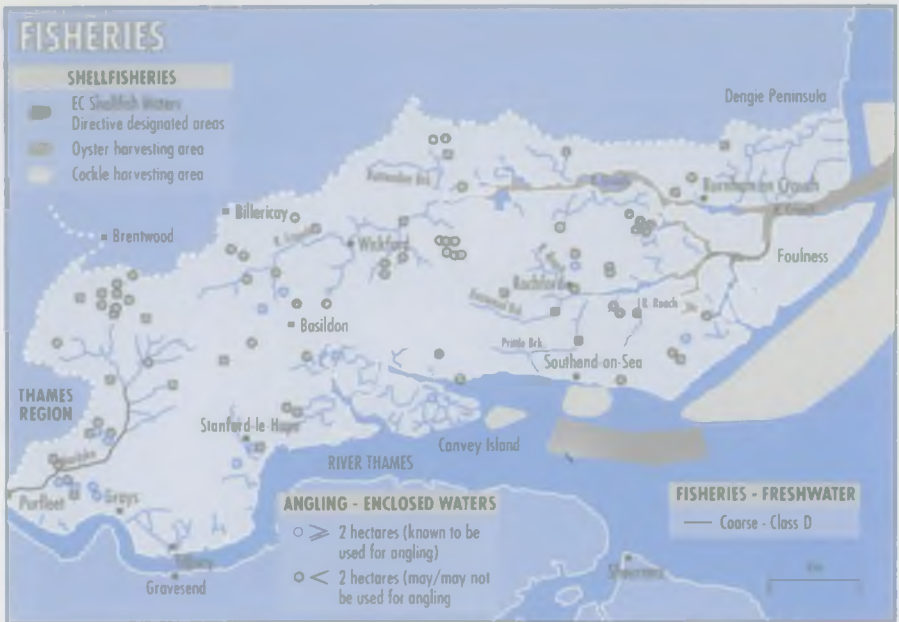 FISHERIES
SHELLFISHERIES
EC Shellfish Waters
Directive designated areas
Oyster harvesting area
Cockle harvesting area
Dengie Peninsula
Brentwood
Billericay
Wickford
Burnham on Crouch
R. Crouch
Foulness
Rochford
R. Roach
Basildon
Prittle Brk
Southend-on-Sea
THAMES
REGION
Stanford le Hope
Canvey Island
RIVER THAMES
Purfleet
Grays
Tilbury
Gravesend
ANGLING - ENCLOSED WATERS
≥ 2 hectares (known to be
used for angling)
< 2 hectares (may/may not
be used for angling
FISHERIES - FRESHWATER
Coarse - Class D
Sheerness
Km